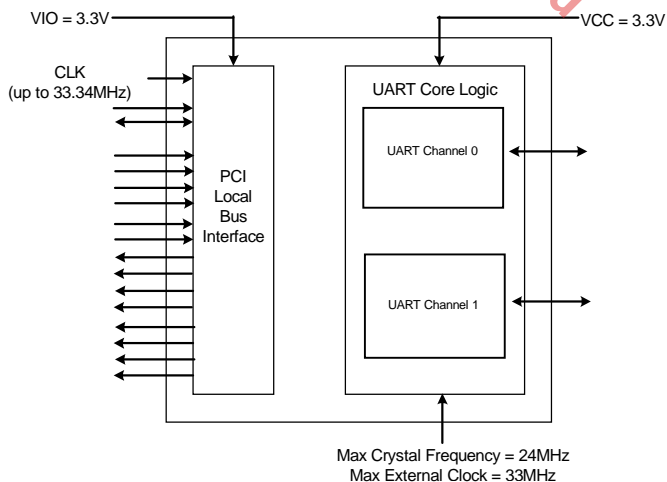 VIO = 3.3V
VCC = 3.3V
CLK
(up to 33.34MHz)
PCI
Local
Bus
Interface
UART Core Logic
UART Channel 0
UART Channel 1
Max Crystal Frequency = 24MHz
Max External Clock = 33MHz